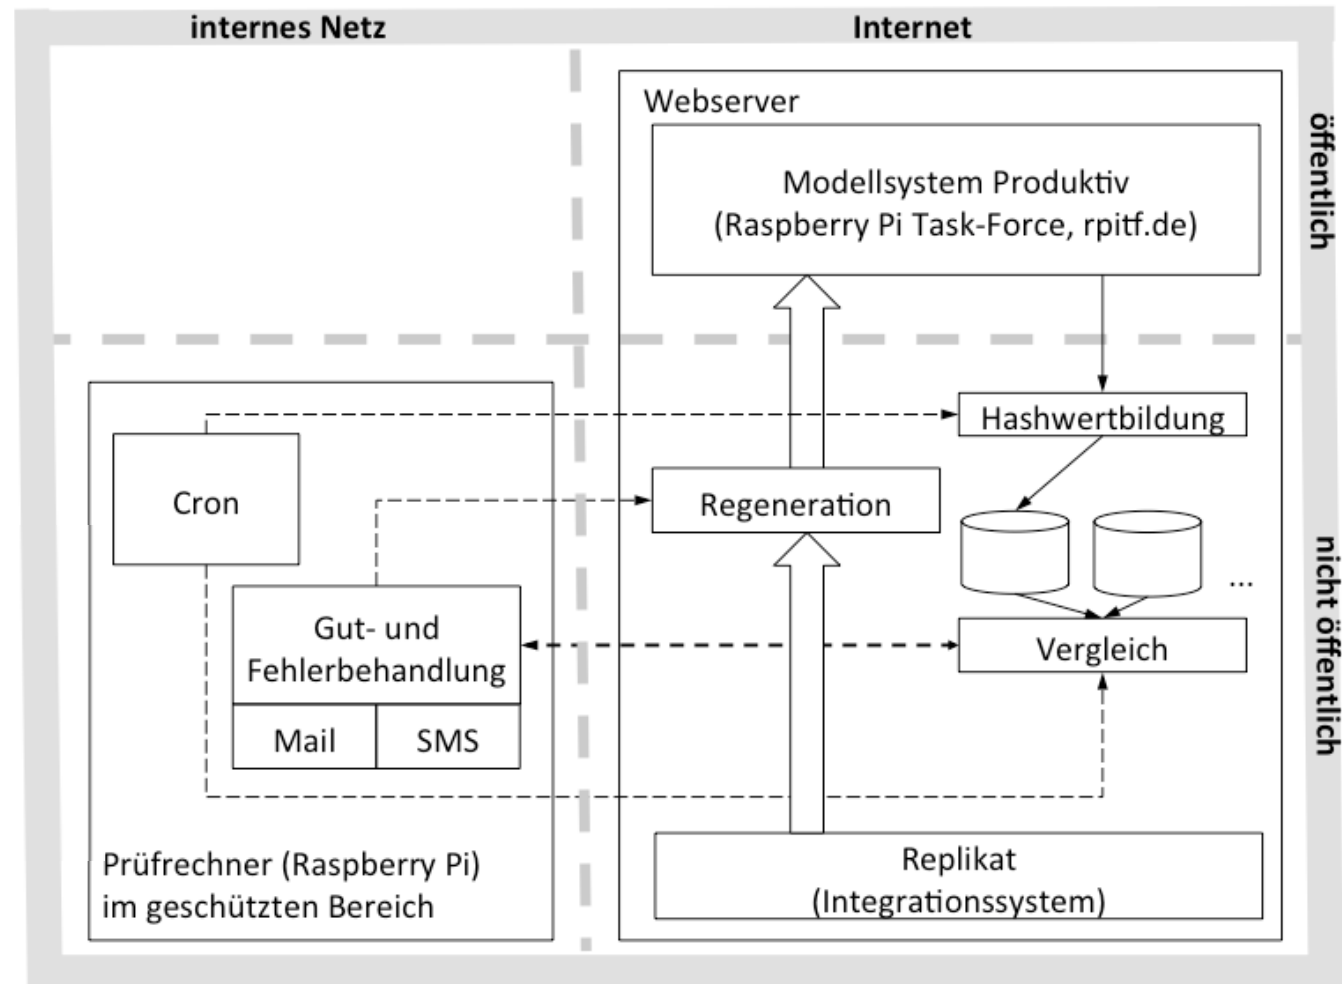 internes Netz
Internet
öffentlich
Webserver
Modellsystem Produktiv
(Raspberry Pi Task-Force, rpitf.de)
Hashwertbildung
Cron
Regeneration
...
nicht öffentlich
Gut- und
Fehlerbehandlung
Vergleich
Mail
SMS
Prüfrechner (Raspberry Pi)
im geschützten Bereich
Replikat
(Integrationssystem)